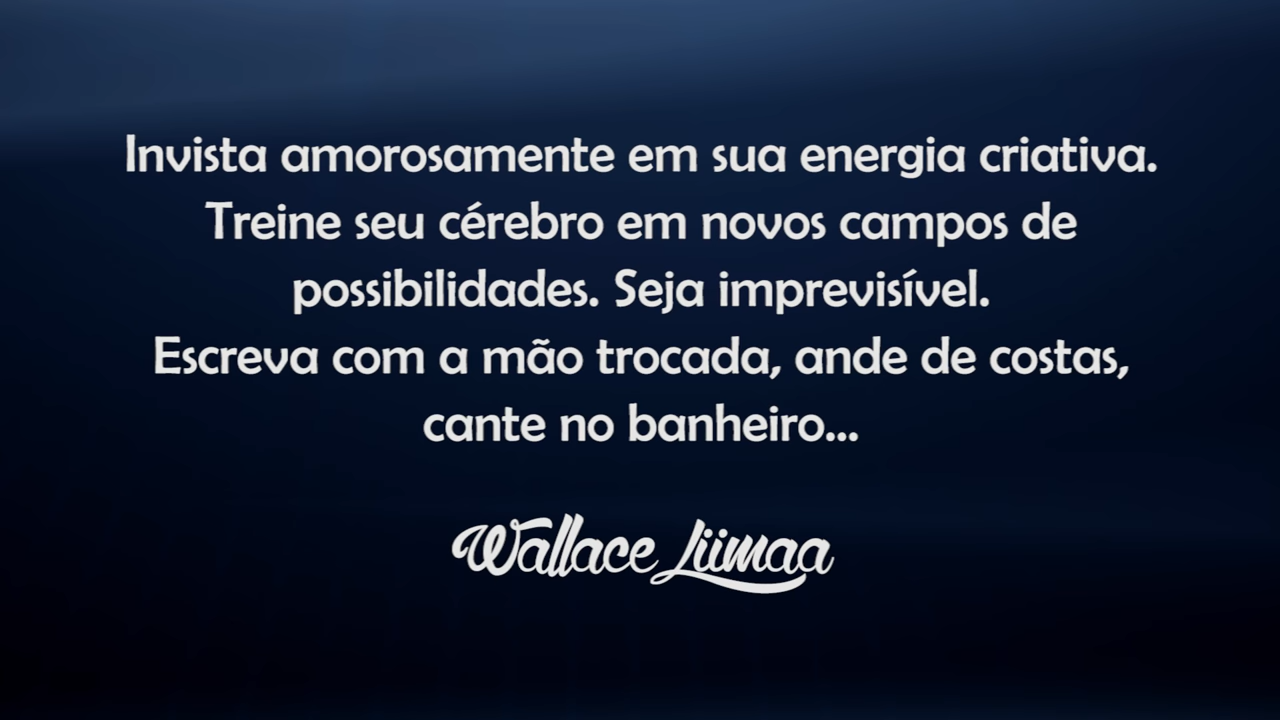 Invista amorosamente em sua energia criativa.
Treine seu cérebro em novos campos de
possibilidades. Seja imprevisível.
Escreva com a mão trocada, ande de costas,
cante no banheiro...
Wallace Liimaa